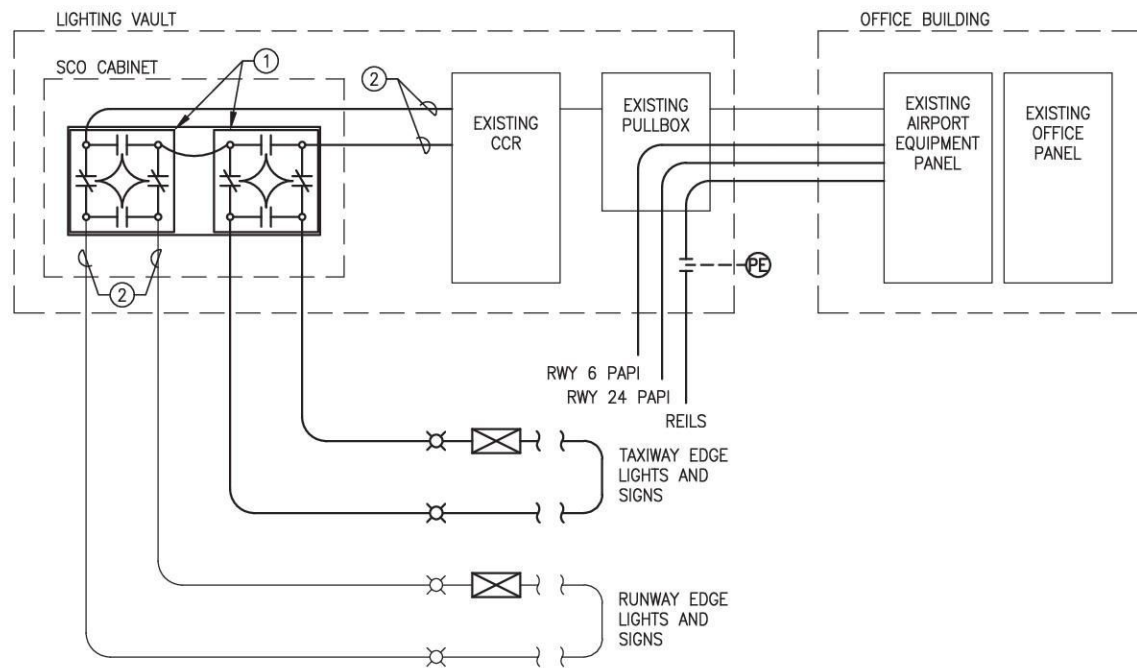 LIGHTING VAULT
OFFICE BUILDING
SCO CABINET
1
2
EXISTING
CCR
EXISTING
PULLBOX
EXISTING
AIRPORT
EQUIPMENT
PANEL
EXISTING
OFFICE
PANEL
2
PE
RWY 6 PAPI
RWY 24 PAPI
REILS
TAXIWAY EDGE
LIGHTS AND
SIGNS
RUNWAY EDGE
LIGHTS AND
SIGNS